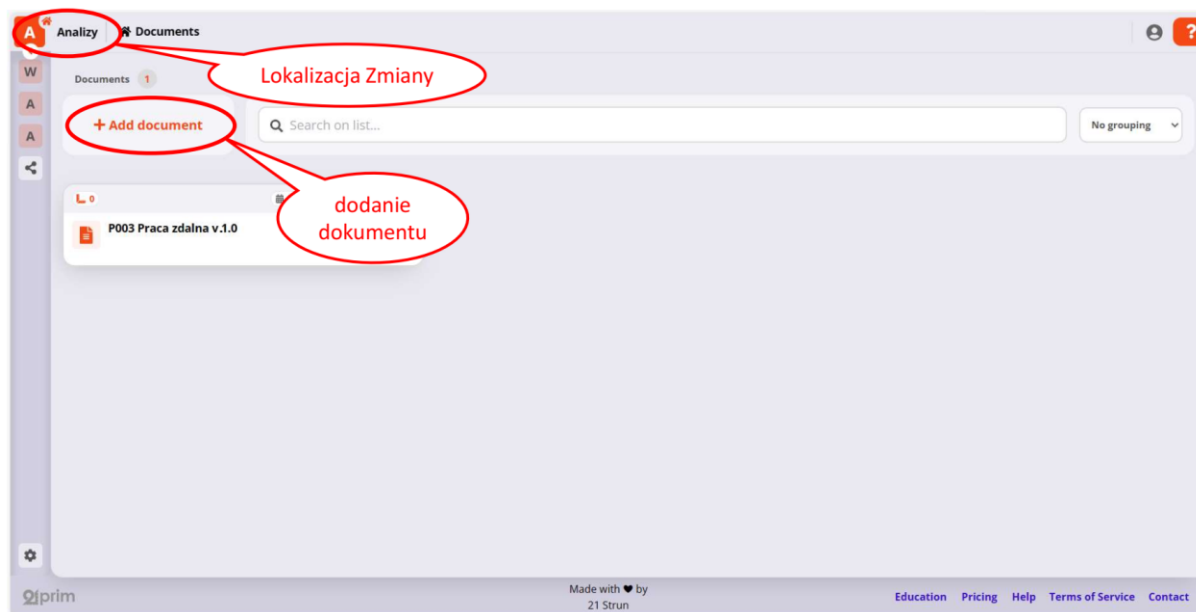 A Analizy Documents ?
Lokalizacja Zmiany
W
Documents 1
A
+ Add document Search on list... No grouping
A
L 0
dodanie
dokumentu
P003 Praca zdalna v.1.0
21prim
Made with ♥ by
21 Strun
Education Pricing Help Terms of Service Contact